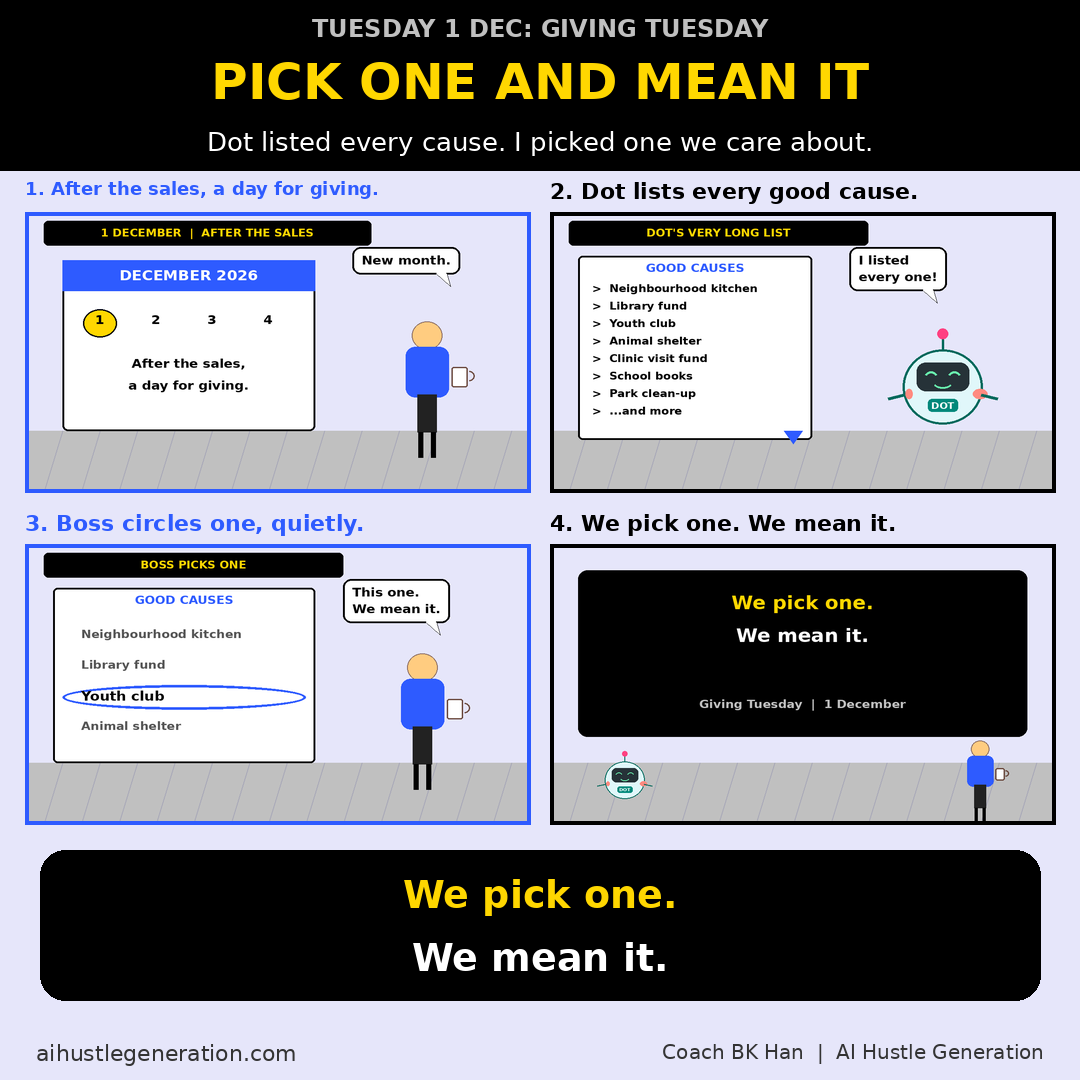 TUESDAY 1 DEC: GIVING TUESDAY
PICK ONE AND MEAN IT
Dot listed every cause. I picked one we care about.
1. After the sales, a day for giving.
1 DECEMBER | AFTER THE SALES
New month.
DECEMBER 2026
1 2 3 4
After the sales,
a day for giving.
2. Dot lists every good cause.
DOT'S VERY LONG LIST
I listed
every one!
GOOD CAUSES
> Neighbourhood kitchen
> Library fund
> Youth club
> Animal shelter
> Clinic visit fund
> School books
> Park clean-up
> ...and more
DOT
3. Boss circles one, quietly.
BOSS PICKS ONE
This one.
We mean it.
GOOD CAUSES
Neighbourhood kitchen
Library fund
Youth club
Animal shelter
4. We pick one. We mean it.
We pick one.
We mean it.
Giving Tuesday | 1 December
DOT
We pick one.
We mean it.
aihustlegeneration.com
Coach BK Han | AI Hustle Generation